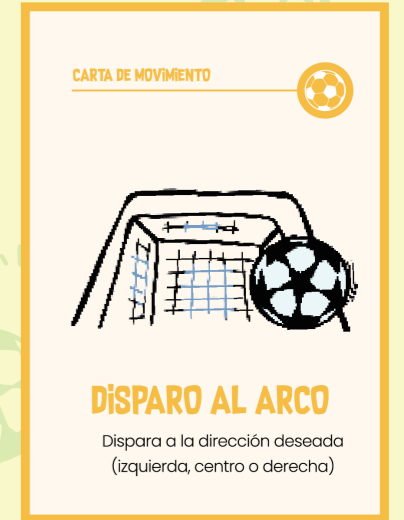 CARTA DE MOVIMIENTO
DISPARO AL ARCO
Dispara a la dirección deseada
(izquierda, centro o derecha)